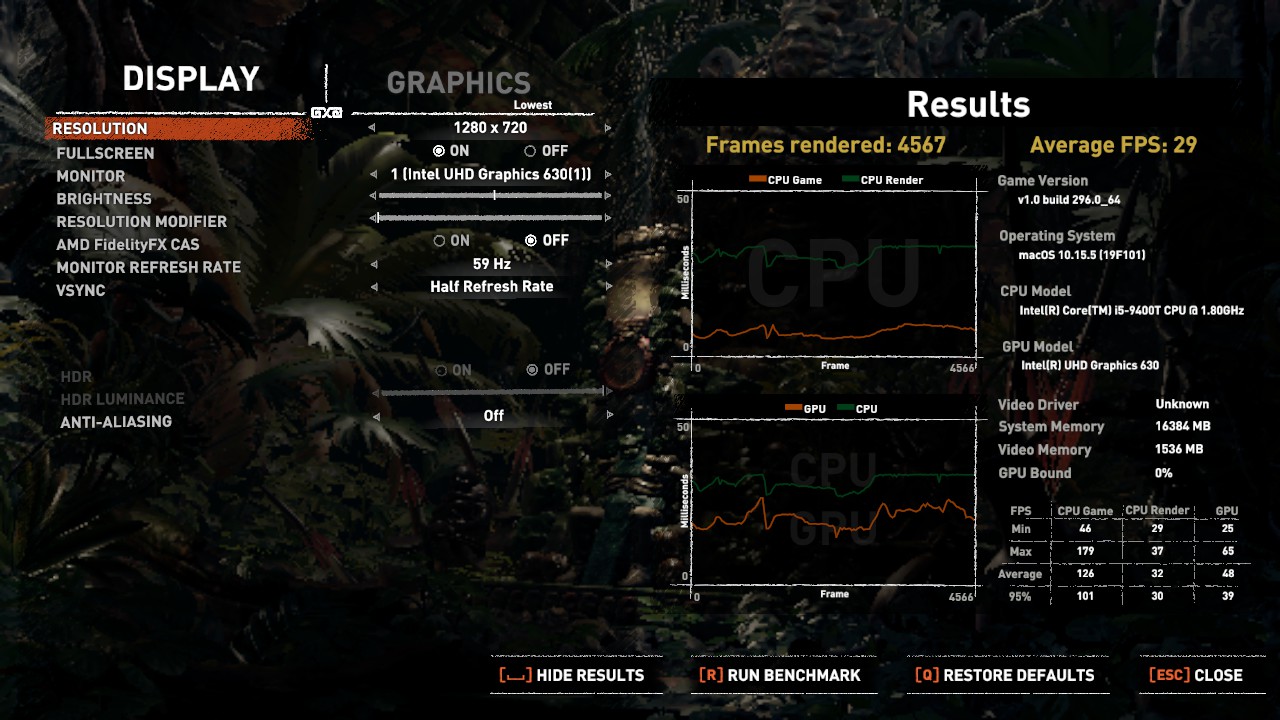 DISPLAY
GRAPHICS
Lowest
RESOLUTION
1280 x 720
FULLSCREEN
ON OFF
MONITOR
1 (Intel UHD Graphics 630(1))
BRIGHTNESS
RESOLUTION MODIFIER
AMD FidelityFX CAS
ON OFF
MONITOR REFRESH RATE
59 Hz
VSYNC
Half Refresh Rate
HDR
ON OFF
HDR LUMINANCE
ANTI-ALIASING
Off
Results
Frames rendered: 4567
Average FPS: 29
CPU Game CPU Render
50
CPU
Milliseconds
0
0 Frame 4566
GPU CPU
50
CPU
GPU
Milliseconds
0
0 Frame 4566
Game Version
v1.0 build 296.0_64
Operating System
macOS 10.15.5 (19F101)
CPU Model
Intel(R) Core(TM) i5-9400T CPU @ 1.80GHz
GPU Model
Intel(R) UHD Graphics 630
Video Driver Unknown
System Memory 16384 MB
Video Memory 1536 MB
GPU Bound 0%
FPS CPU Game CPU Render GPU
Min 46 29 25
Max 179 37 65
Average 126 32 48
95% 101 30 39
[⎵] HIDE RESULTS
[R] RUN BENCHMARK
[Q] RESTORE DEFAULTS
[ESC] CLOSE